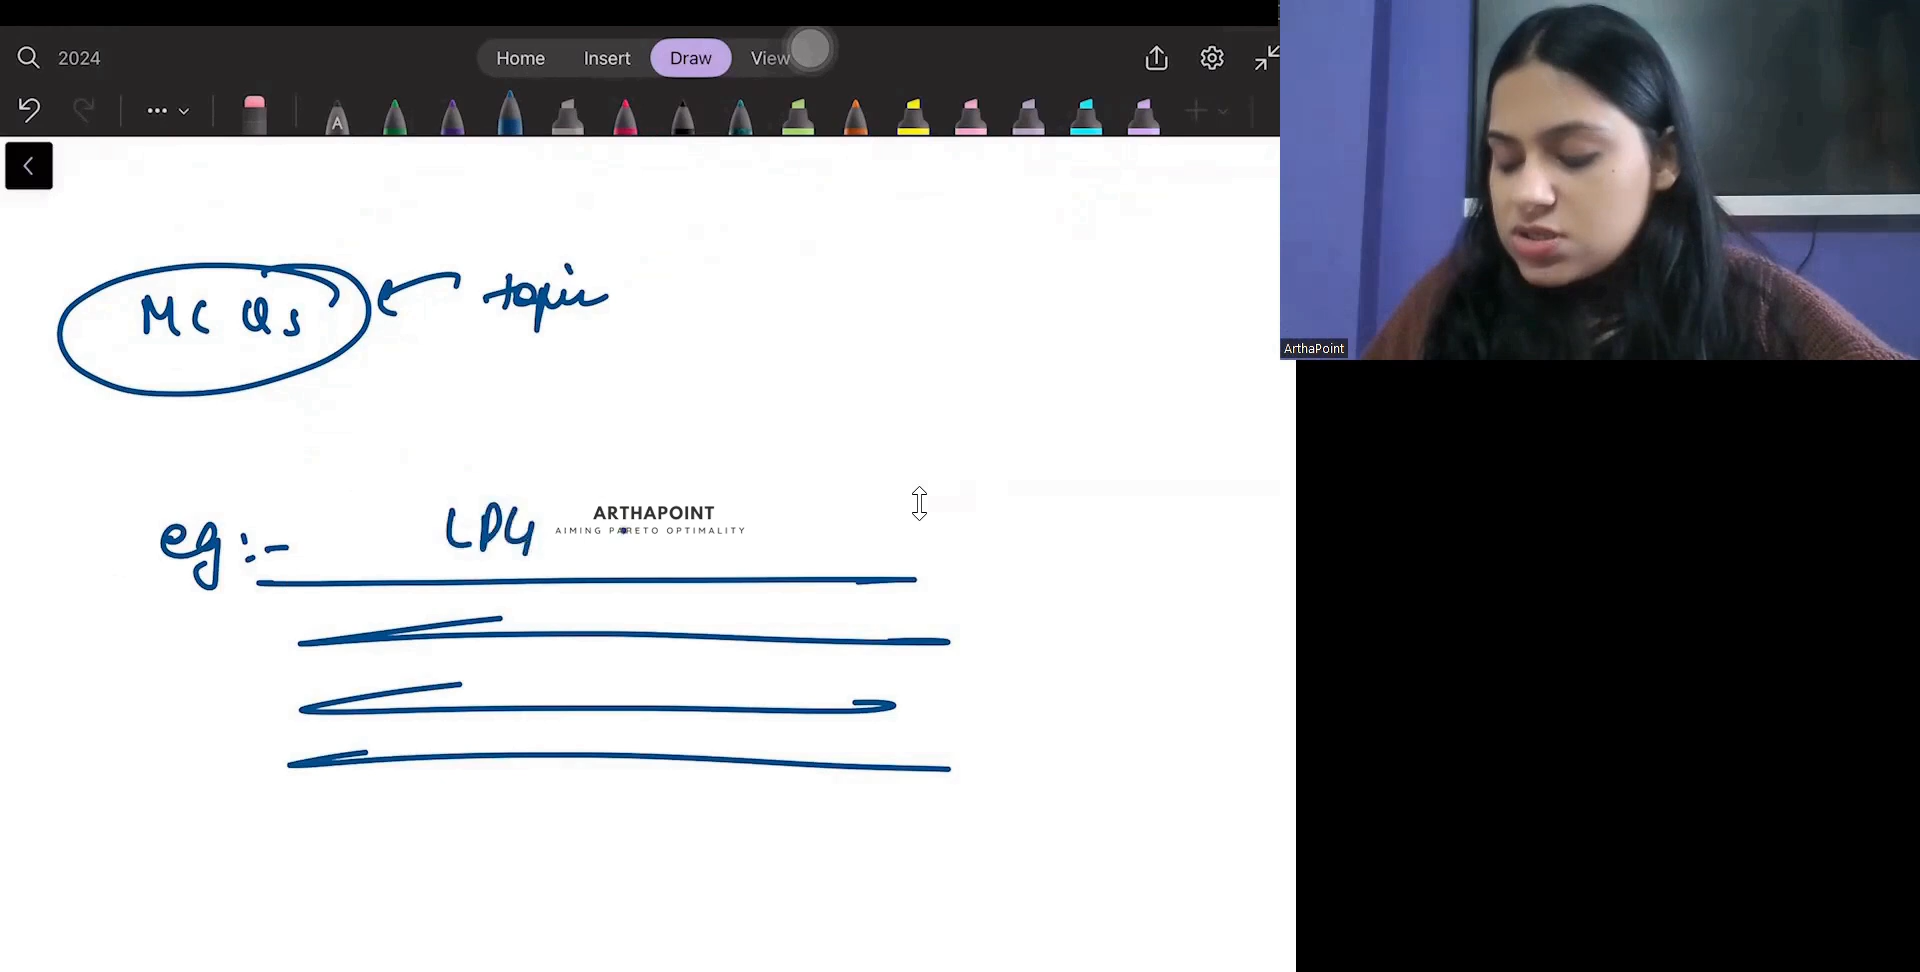 2024
Home Insert Draw View
A
MCQs topic
eg:- LPG
ARTHAPOINT
AIMING PARETO OPTIMALITY
ArthaPoint